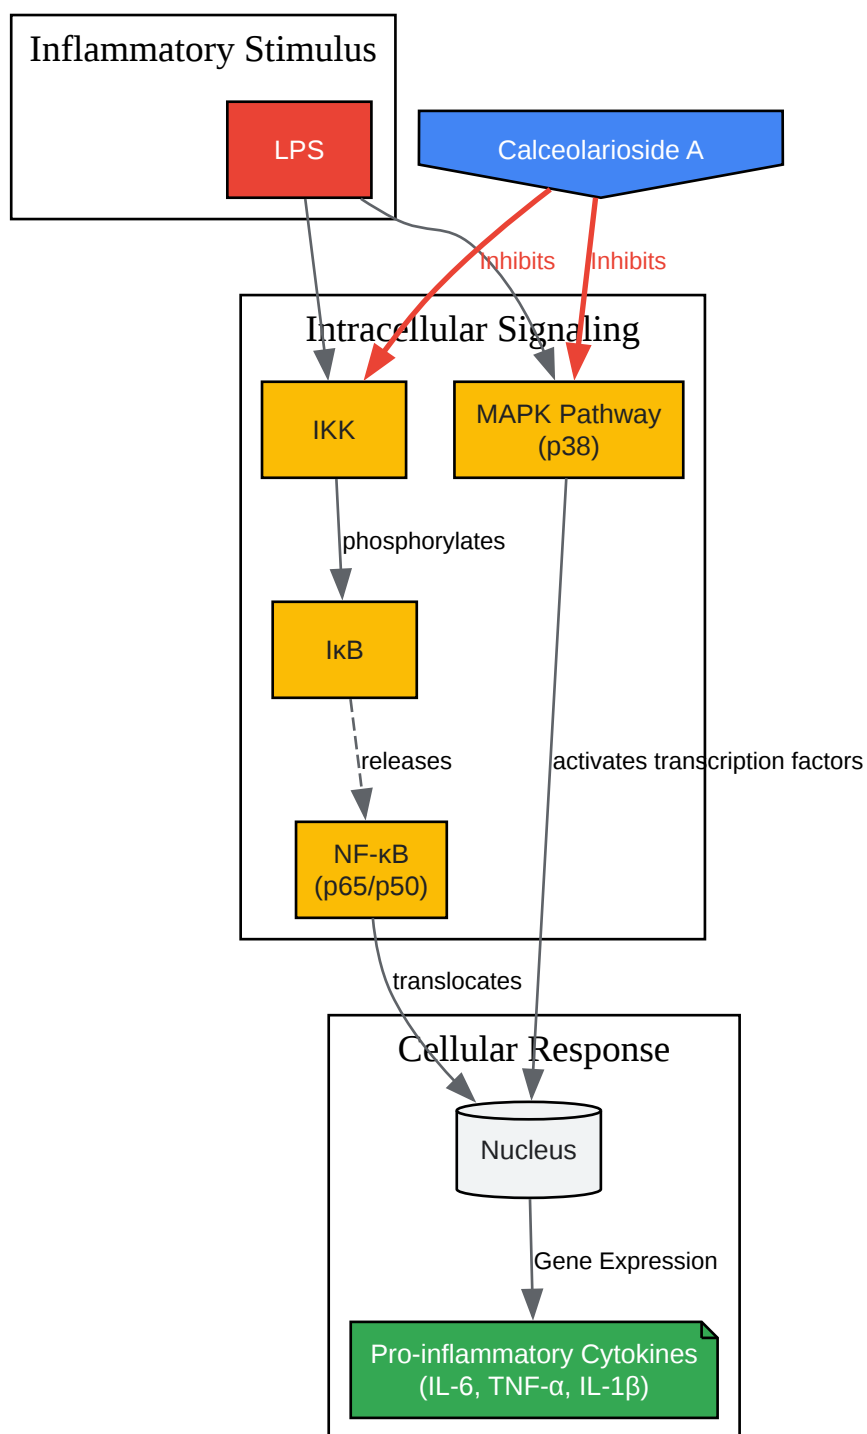 Inflammatory Stimulus
LPS
Calceolarioside A
Inhibits
Inhibits
Intracellular Signaling
IKK
MAPK Pathway
(p38)
phosphorylates
IκB
releases
activates transcription factors
NF-κB
(p65/p50)
translocates
Cellular Response
Nucleus
Gene Expression
Pro-inflammatory Cytokines
(IL-6, TNF-α, IL-1β)